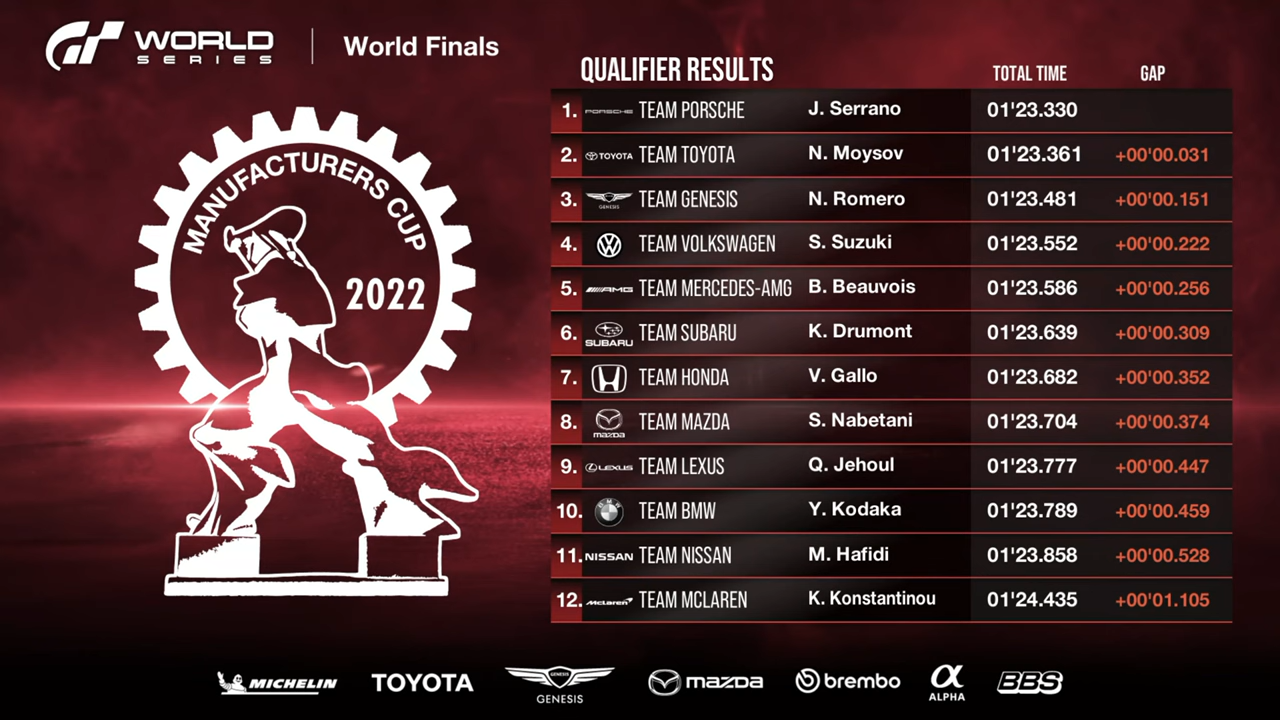 GT WORLD SERIES | World Finals
MANUFACTURERS CUP
2022
QUALIFIER RESULTS TOTAL TIME GAP
1. PORSCHE TEAM PORSCHE J. Serrano 01'23.330
2. TOYOTA TEAM TOYOTA N. Moysov 01'23.361 +00'00.031
3. GENESIS TEAM GENESIS N. Romero 01'23.481 +00'00.151
4. TEAM VOLKSWAGEN S. Suzuki 01'23.552 +00'00.222
5. AMG TEAM MERCEDES-AMG B. Beauvois 01'23.586 +00'00.256
6. SUBARU TEAM SUBARU K. Drumont 01'23.639 +00'00.309
7. TEAM HONDA V. Gallo 01'23.682 +00'00.352
8. mazda TEAM MAZDA S. Nabetani 01'23.704 +00'00.374
9. LEXUS TEAM LEXUS Q. Jehoul 01'23.777 +00'00.447
10. BMW TEAM BMW Y. Kodaka 01'23.789 +00'00.459
11. NISSAN TEAM NISSAN M. Hafidi 01'23.858 +00'00.528
12. McLaren TEAM MCLAREN K. Konstantinou 01'24.435 +00'01.105
MICHELIN TOYOTA GENESIS GENESIS mazda brembo α ALPHA BBS